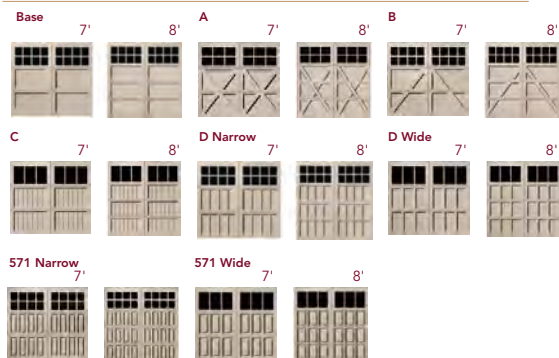 Base A B
7' 8' 7' 8' 7' 8'
C D Narrow D Wide
7' 8' 7' 8' 7' 8'
571 Narrow 571 Wide
7' 8' 7' 8'